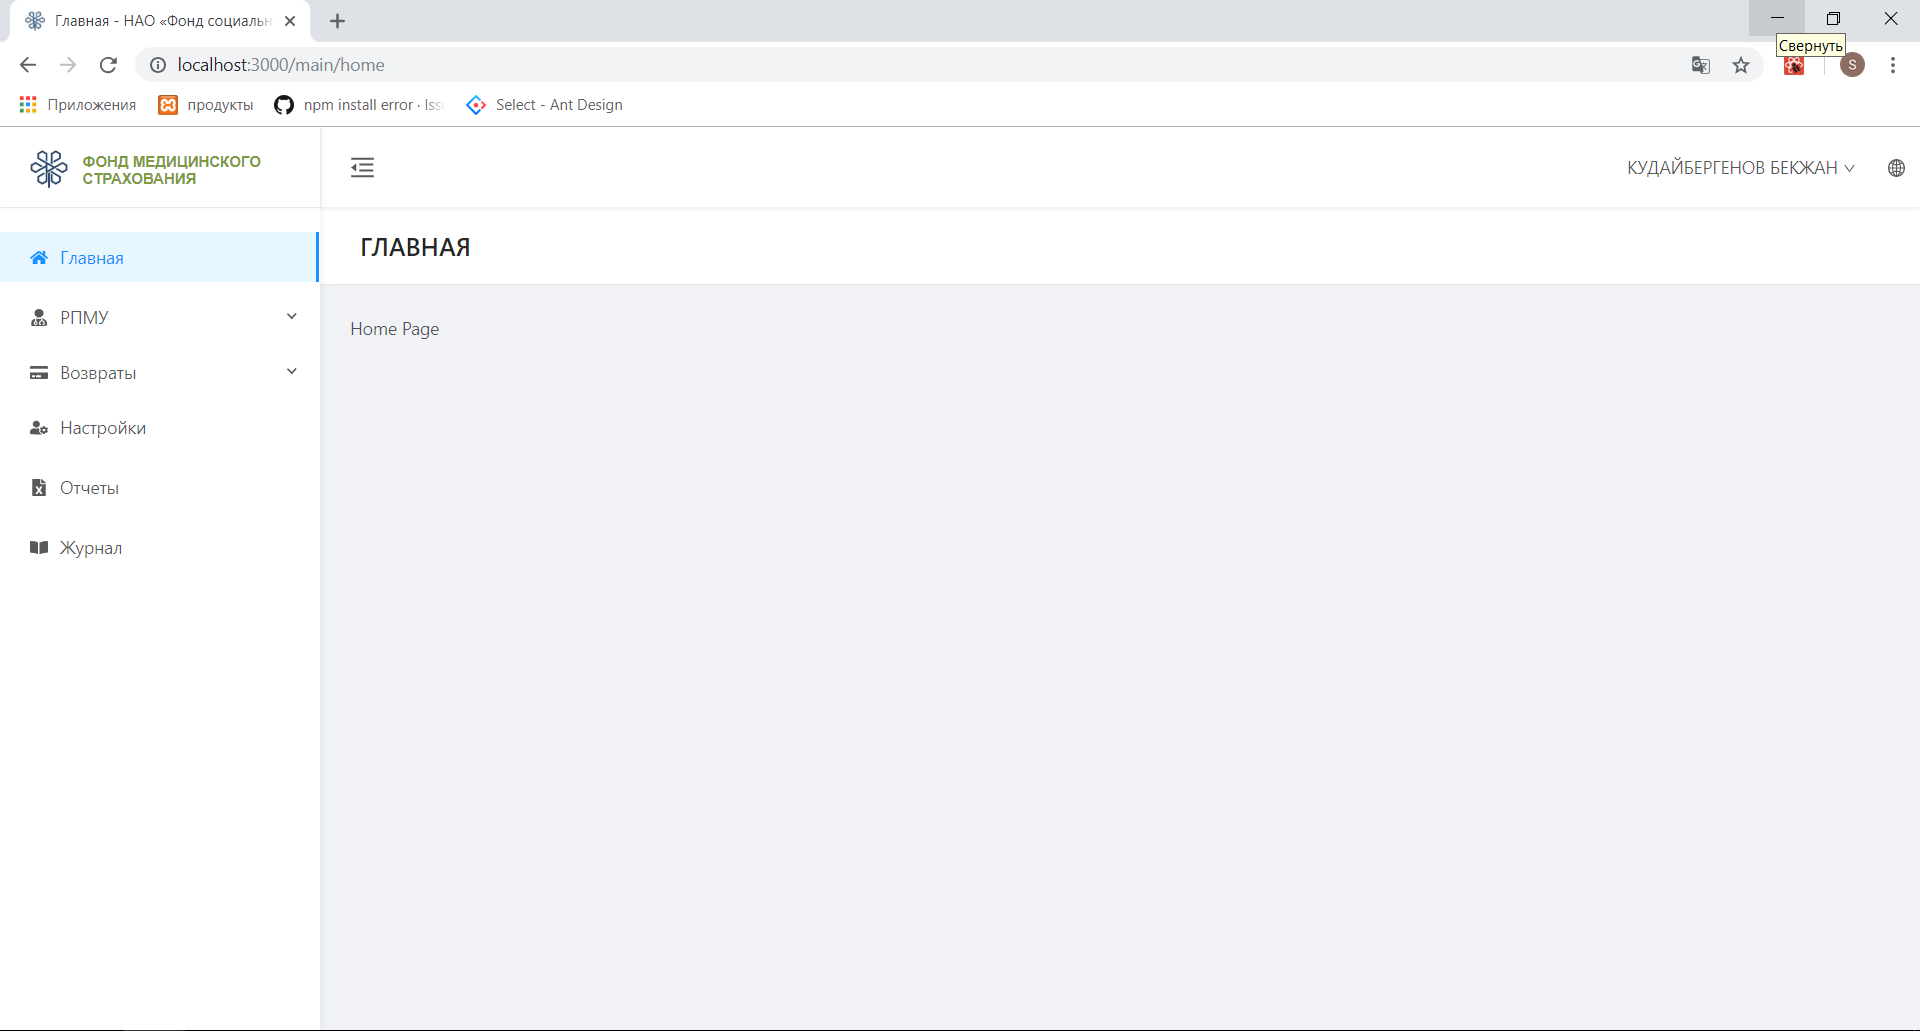 Главная - НАО «Фонд социальн
Свернуть
localhost:3000/main/home
S
Приложения
продукты
npm install error · Iss
Select - Ant Design
ФОНД МЕДИЦИНСКОГО
СТРАХОВАНИЯ
КУДАЙБЕРГЕНОВ БЕКЖАН
Главная
РПМУ
Возвраты
Настройки
Отчеты
Журнал
ГЛАВНАЯ
Home Page